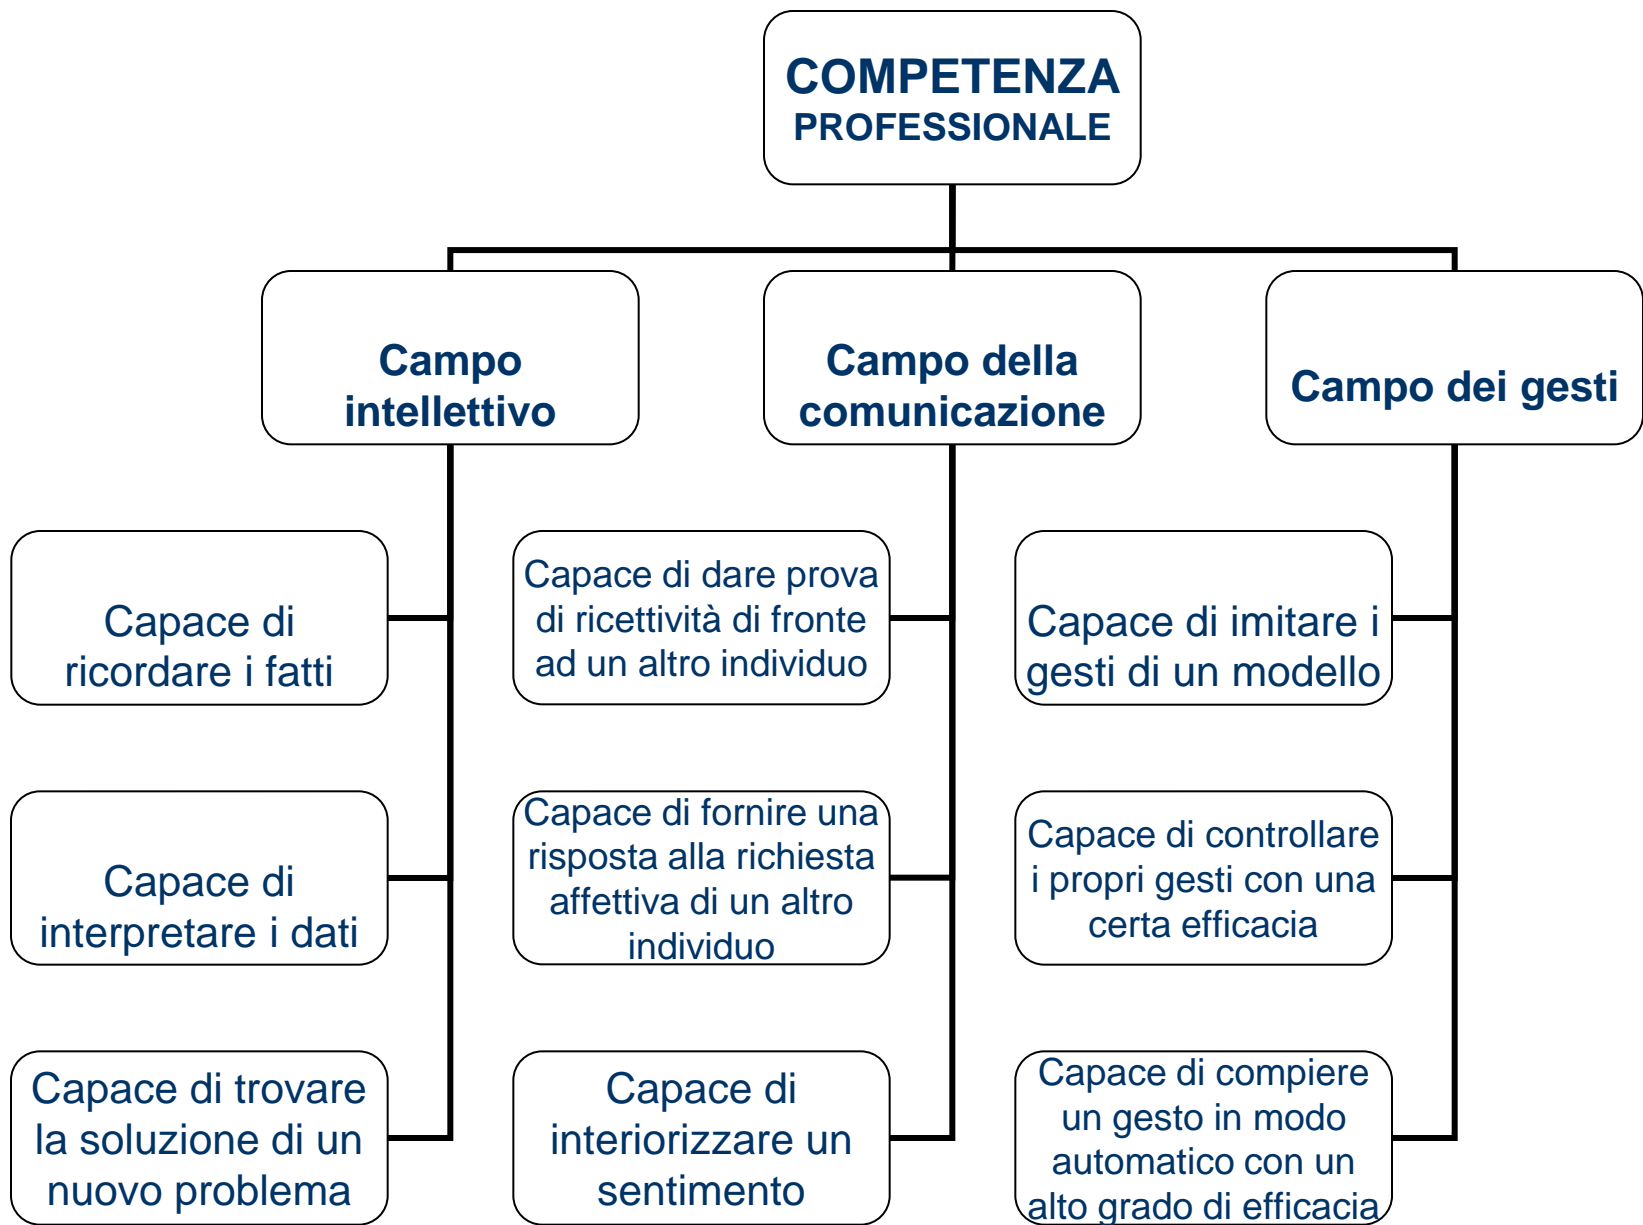 COMPETENZA
PROFESSIONALE
Campo
intellettivo
Campo della
comunicazione
Campo dei gesti
Capace di
ricordare i fatti
Capace di dare prova
di ricettività di fronte
ad un altro individuo
Capace di imitare i
gesti di un modello
Capace di
interpretare i dati
Capace di fornire una
risposta alla richiesta
affettiva di un altro
individuo
Capace di controllare
i propri gesti con una
certa efficacia
Capace di trovare
la soluzione di un
nuovo problema
Capace di
interiorizzare un
sentimento
Capace di compiere
un gesto in modo
automatico con un
alto grado di efficacia